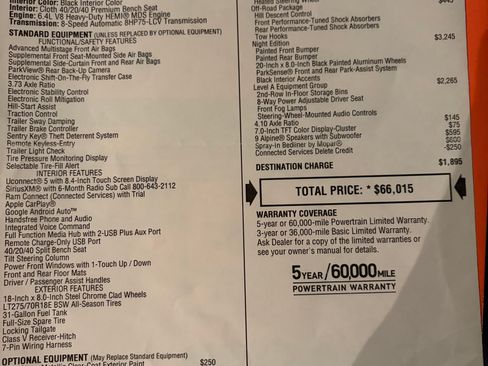 Interior Color: Black Interior Color
Interior: Cloth 40/20/40 Premium Bench Seat
Engine: 6.4L V8 Heavy-Duty HEMI® MDS Engine
Transmission: 8-Speed Automatic 8HP75-LCV Transmission
STANDARD EQUIPMENT (UNLESS REPLACED BY OPTIONAL EQUIPMENT)
FUNCTIONAL/SAFETY FEATURES
Advanced Multistage Front Air Bags
Supplemental Front Seat-Mounted Side Air Bags
Supplemental Side-Curtain Front and Rear Air Bags
ParkView® Rear Back-Up Camera
Electronic Shift-On-The-Fly Transfer Case
3.73 Axle Ratio
Electronic Stability Control
Electronic Roll Mitigation
Hill-Start Assist
Traction Control
Trailer Sway Damping
Trailer Brake Controller
Sentry Key® Theft Deterrent System
Remote Keyless-Entry
Trailer Light Check
Tire Pressure Monitoring Display
Selectable Tire-Fill Alert
INTERIOR FEATURES
Uconnect® 5 with 8.4-Inch Touch Screen Display
SiriusXM® with 6-Month Radio Sub Call 800-643-2112
Ram Connect (Connected Services) with Trial
Apple CarPlay®
Google Android Auto™
Handsfree Phone and Audio
Integrated Voice Command
Full Function Media Hub with 2-USB Plus Aux Port
Remote Charge-Only USB Port
40/20/40 Split Bench Seat
Tilt Steering Column
Power Front Windows with 1-Touch Up / Down
Front and Rear Floor Mats
Driver / Passenger Assist Handles
EXTERIOR FEATURES
18-Inch x 8.0-Inch Steel Chrome Clad Wheels
LT275/70R18E BSW All-Season Tires
31-Gallon Fuel Tank
Full-Size Spare Tire
Locking Tailgate
Class V Receiver-Hitch
7-Pin Wiring Harness
OPTIONAL EQUIPMENT (May Replace Standard Equipment)
Clear-Coat Exterior Paint $250
Heated Steering Wheel $445
Off-Road Package
Hill Descent Control
Front Performance-Tuned Shock Absorbers
Rear Performance-Tuned Shock Absorbers
Tow Hooks
Night Edition $3,245
Painted Front Bumper
Painted Rear Bumper
20-Inch x 8.0-Inch Black Painted Aluminum Wheels
ParkSense® Front and Rear Park-Assist System
Black Interior Accents
Level A Equipment Group $2,265
2nd-Row In-Floor Storage Bins
8-Way Power Adjustable Driver Seat
Front Fog Lamps
Steering-Wheel-Mounted Audio Controls
4.10 Axle Ratio $145
7.0-Inch TFT Color Display-Cluster $75
9 Alpine® Speakers with Subwoofer $595
Spray-In Bedliner by Mopar® $600
Connected Services Delete Credit -$250
DESTINATION CHARGE $1,895
TOTAL PRICE: * $66,015
WARRANTY COVERAGE
5-year or 60,000-mile Powertrain Limited Warranty.
3-year or 36,000-mile Basic Limited Warranty.
Ask Dealer for a copy of the limited warranties or
see your owner's manual for details.
5 YEAR/60,000 MILE
POWERTRAIN WARRANTY